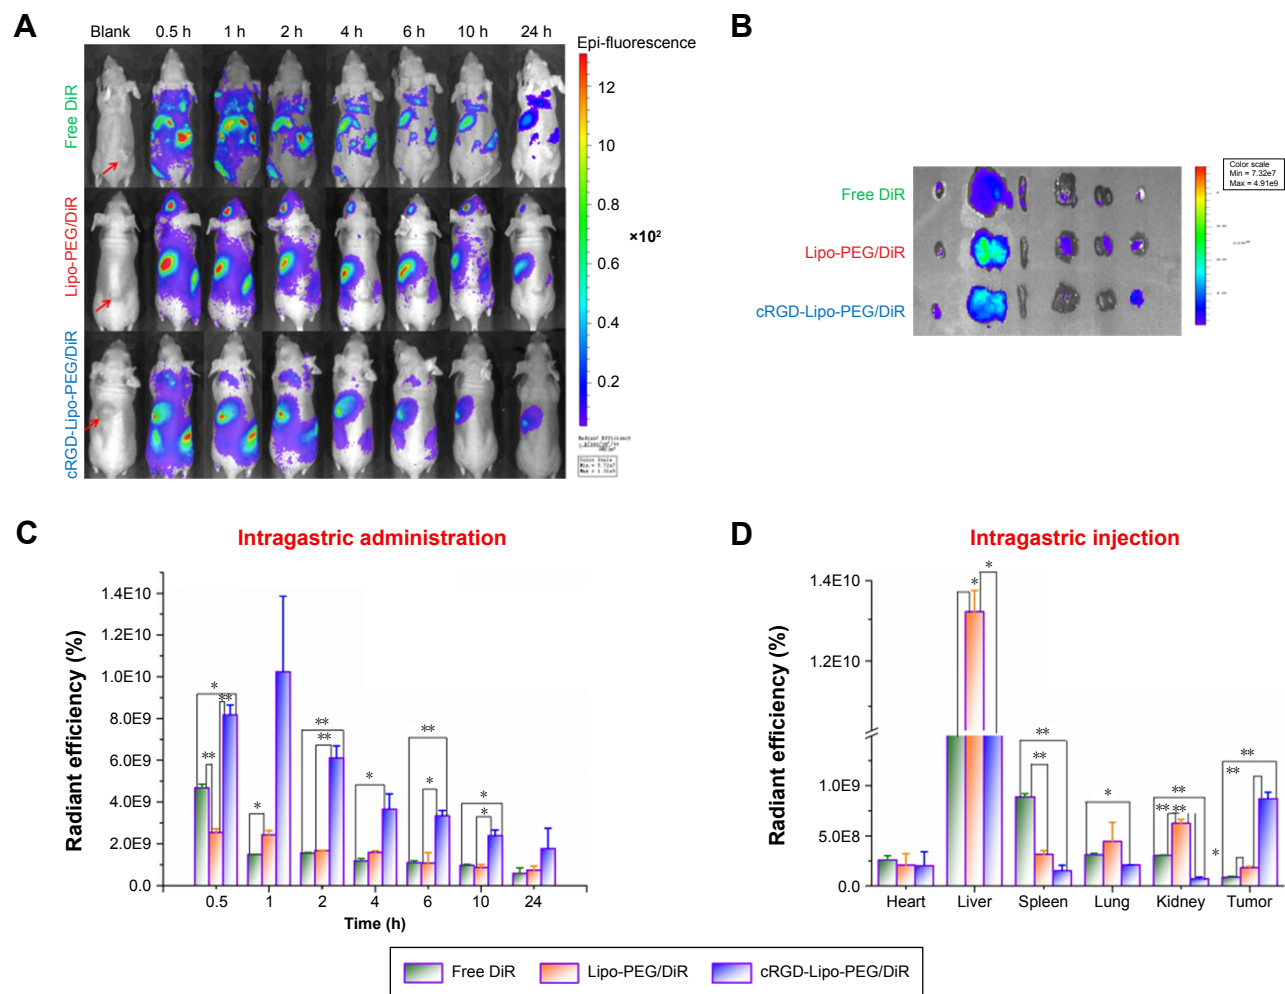 A
Blank 0.5 h 1 h 2 h 4 h 6 h 10 h 24 h
Epi-fluorescence
Free DiR
Lipo-PEG/DiR
cRGD-Lipo-PEG/DiR
12
10
0.8
0.6
0.4
0.2
×10²
Radiant Efficiency
Color Scale
B
Free DiR
Lipo-PEG/DiR
cRGD-Lipo-PEG/DiR
Color scale
Min = 7.32e7
Max = 4.91e9
C
Intragastric administration
Radiant efficiency (%)
1.4E10
1.2E10
1.0E10
8.0E9
6.0E9
4.0E9
2.0E9
0.0
* ** **
*
** **
*
** *
* *
0.5 1 2 4 6 10 24
Time (h)
D
Intragastric injection
Radiant efficiency (%)
1.4E10
1.2E10
1.0E9
5.0E8
0.0
* *
** **
*
** ** **
* ** **
Heart Liver Spleen Lung Kidney Tumor
Free DiR Lipo-PEG/DiR cRGD-Lipo-PEG/DiR